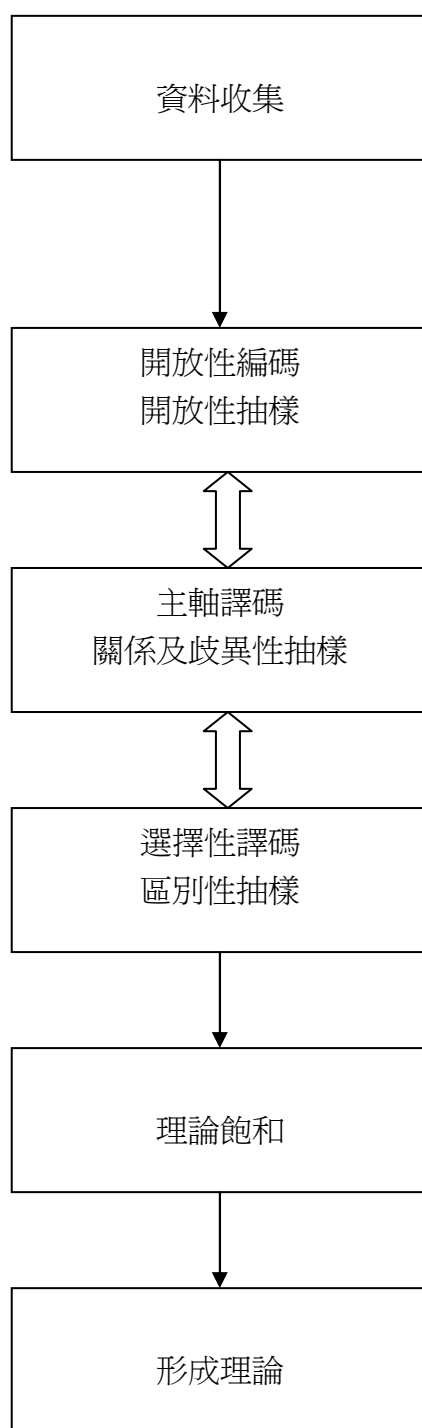 資料收集
開放性編碼
開放性抽樣
主軸譯碼
關係及歧異性抽樣
選擇性譯碼
區別性抽樣
理論飽和
形成理論